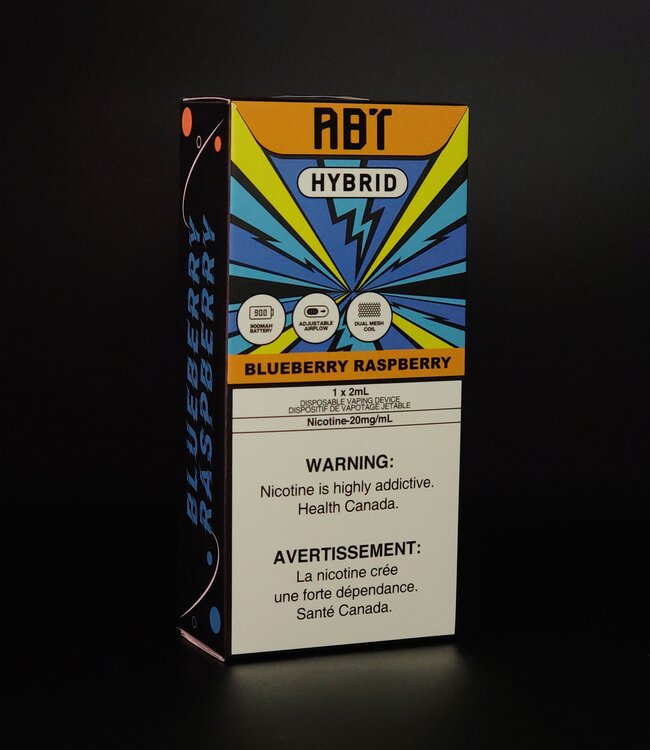 ABT
HYBRID
900
900MAH
BATTERY
ADJUSTABLE
AIRFLOW
DUAL MESH
COIL
BLUEBERRY RASPBERRY
1 x 2mL
DISPOSABLE VAPING DEVICE
DISPOSITIF DE VAPOTAGE JETABLE
Nicotine-20mg/mL
WARNING:
Nicotine is highly addictive.
Health Canada.
AVERTISSEMENT:
La nicotine crée
une forte dépendance.
Santé Canada.
BLUEBERRY
RASPBERRY